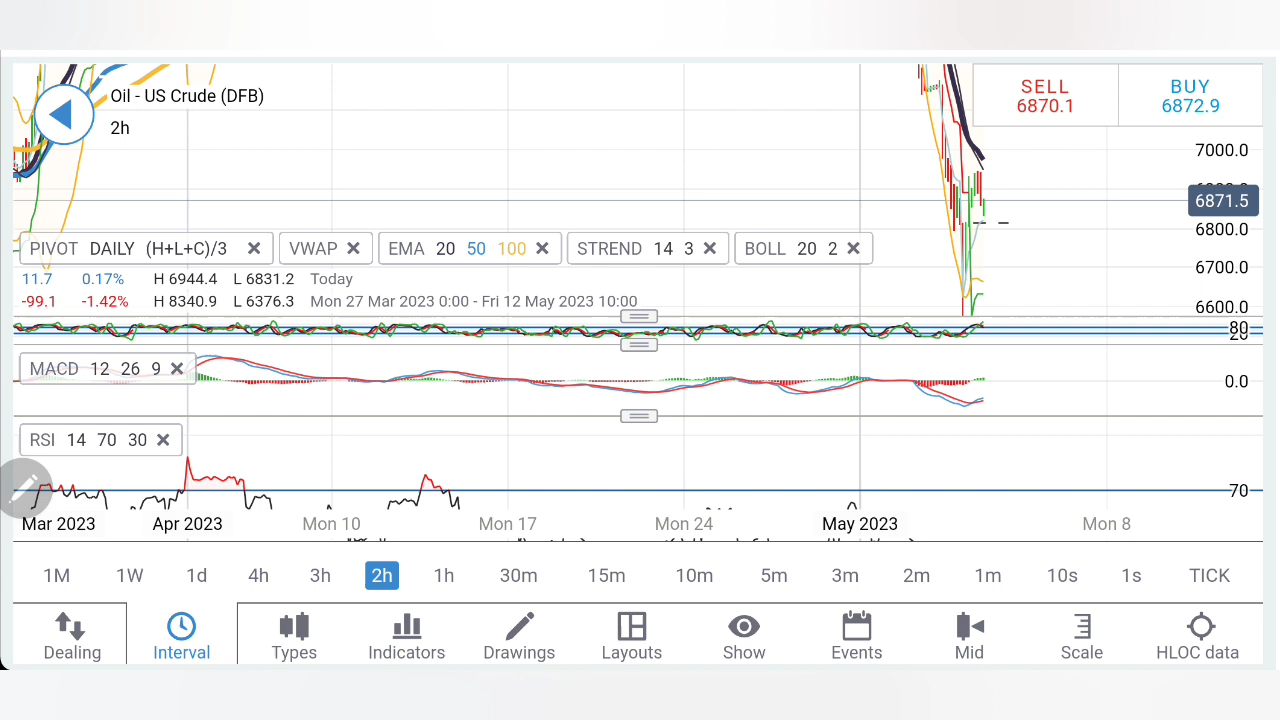 Oil - US Crude (DFB)
2h
SELL BUY
6870.1 6872.9
7000.0
6871.5
6800.0
PIVOT DAILY (H+L+C)/3 VWAP EMA 20 50 100 STREND 14 3 BOLL 20 2
6700.0
11.7 0.17% H 6944.4 L 6831.2 Today
-99.1 -1.42% H 8340.9 L 6376.3 Mon 27 Mar 2023 0:00 - Fri 12 May 2023 10:00
6600.0
80
20
MACD 12 26 9
0.0
RSI 14 70 30
70
Mar 2023 Apr 2023 Mon 10 Mon 17 Mon 24 May 2023 Mon 8
1M 1W 1d 4h 3h 2h 1h 30m 15m 10m 5m 3m 2m 1m 10s 1s TICK
Dealing Interval Types Indicators Drawings Layouts Show Events Mid Scale HLOC data